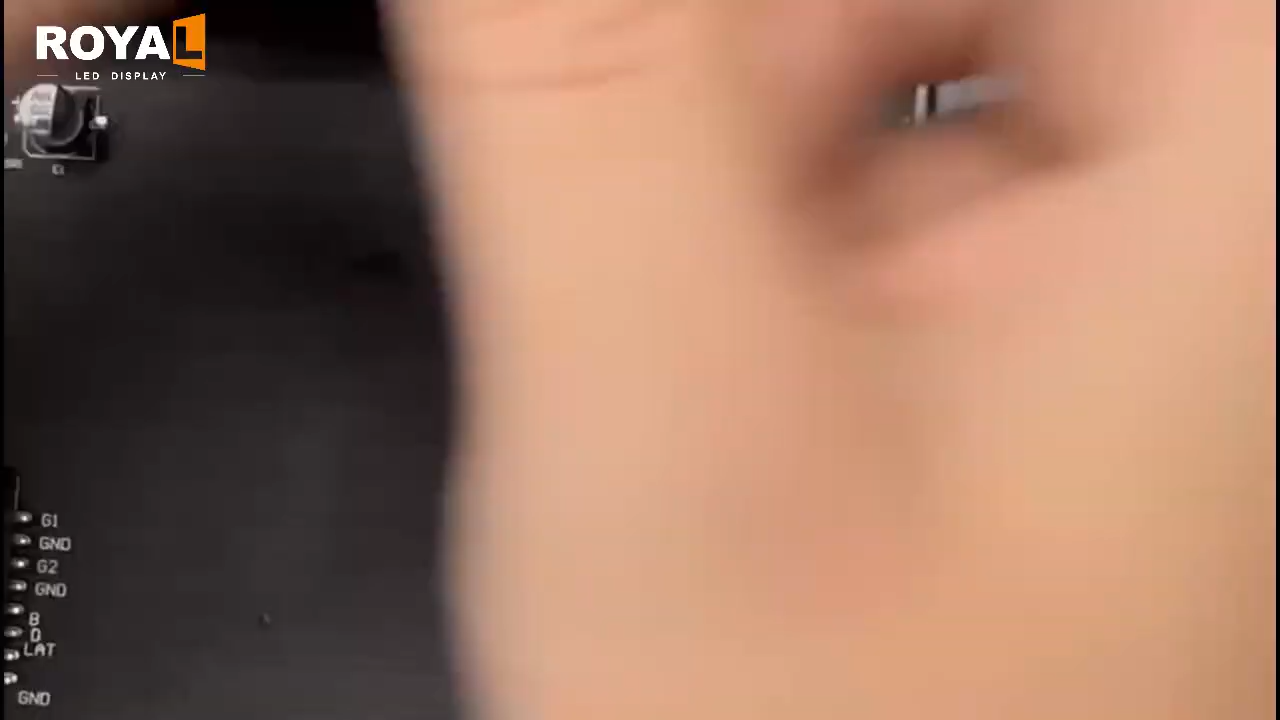 ROYAL
LED DISPLAY
G1
GND
G2
GND
B
D
LAT
GND